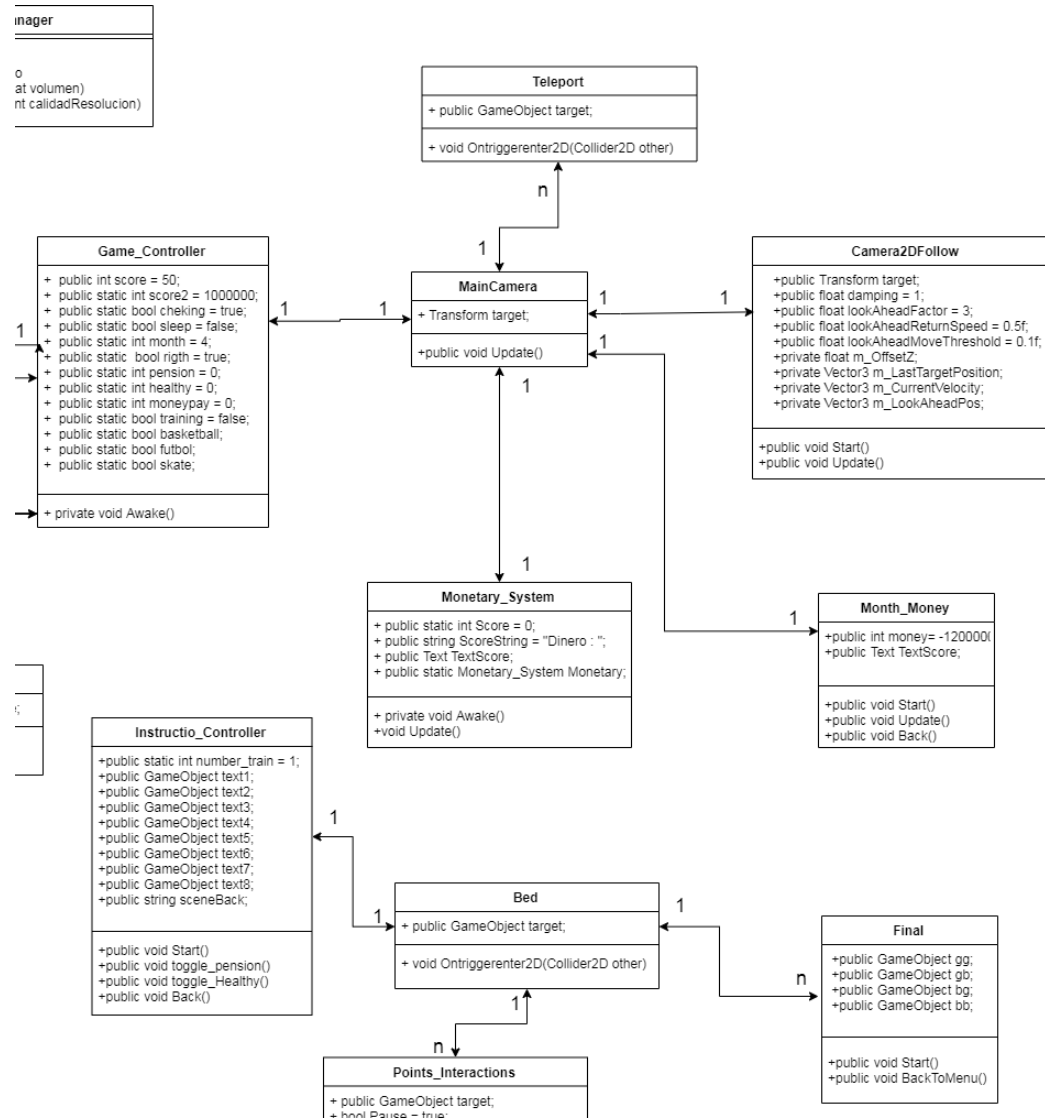 nager
o
at volumen)
nt calidadResolucion)
Teleport
+ public GameObject target;
+ void Ontriggerenter2D(Collider2D other)
n
1
Game_Controller
+ public int score = 50;
+ public static int score2 = 1000000;
+ public static bool cheking = true;
+ public static bool sleep = false;
+ public static int month = 4;
+ public static bool rigth = true;
+ public static int pension = 0;
+ public static int healthy = 0;
+ public static int moneypay = 0;
+ public static bool training = false;
+ public static bool basketball;
+ public static bool futbol;
+ public static bool skate;
+ private void Awake()
1
1
1
MainCamera
+ Transform target;
+public void Update()
1
1
1
1
Camera2DFollow
+public Transform target;
+public float damping = 1;
+public float lookAheadFactor = 3;
+public float lookAheadReturnSpeed = 0.5f;
+public float lookAheadMoveThreshold = 0.1f;
+private float m_OffsetZ;
+private Vector3 m_LastTargetPosition;
+private Vector3 m_CurrentVelocity;
+private Vector3 m_LookAheadPos;
+public void Start()
+public void Update()
1
Monetary_System
+ public static int Score = 0;
+ public string ScoreString = "Dinero : ";
+ public Text TextScore;
+ public static Monetary_System Monetary;
+ private void Awake()
+void Update()
1
Month_Money
+public int money= -1200000
+public Text TextScore;
+public void Start()
+public void Update()
+public void Back()
;
Instructio_Controller
+public static int number_train = 1;
+public GameObject text1;
+public GameObject text2;
+public GameObject text3;
+public GameObject text4;
+public GameObject text5;
+public GameObject text6;
+public GameObject text7;
+public GameObject text8;
+public string sceneBack;
+public void Start()
+public void toggle_pension()
+public void toggle_Healthy()
+public void Back()
1
1
Bed
+ public GameObject target;
+ void Ontriggerenter2D(Collider2D other)
1
n
Final
+public GameObject gg;
+public GameObject gb;
+public GameObject bg;
+public GameObject bb;
+public void Start()
+public void BackToMenu()
1
n
Points_Interactions
+ public GameObject target;
+ bool Pause = true;